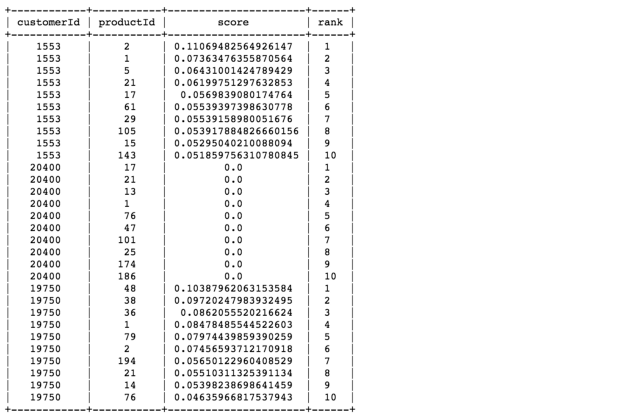 +------------+-----------+----------------------+------+
| customerId | productId |        score         | rank |
+------------+-----------+----------------------+------+
|    1553    |     2     | 0.11069482564926147  |  1   |
|    1553    |     1     | 0.07363476355870564  |  2   |
|    1553    |     5     | 0.06431001424789429  |  3   |
|    1553    |     21    | 0.06199751297632853  |  4   |
|    1553    |     17    |  0.0569839080174764  |  5   |
|    1553    |     61    | 0.05539397398630778  |  6   |
|    1553    |     29    | 0.05539158980051676  |  7   |
|    1553    |    105    | 0.053917884826660156 |  8   |
|    1553    |     15    | 0.05295040210088094  |  9   |
|    1553    |    143    | 0.051859756310780845 |  10  |
|   20400    |     17    |         0.0          |  1   |
|   20400    |     21    |         0.0          |  2   |
|   20400    |     13    |         0.0          |  3   |
|   20400    |     1     |         0.0          |  4   |
|   20400    |     76    |         0.0          |  5   |
|   20400    |     47    |         0.0          |  6   |
|   20400    |    101    |         0.0          |  7   |
|   20400    |     25    |         0.0          |  8   |
|   20400    |    174    |         0.0          |  9   |
|   20400    |    186    |         0.0          |  10  |
|   19750    |     48    | 0.10387962063153584  |  1   |
|   19750    |     38    | 0.09720247983932495  |  2   |
|   19750    |     36    |  0.0862055520216624  |  3   |
|   19750    |     1     | 0.08478485544522603  |  4   |
|   19750    |     79    | 0.07974439859390259  |  5   |
|   19750    |     2     | 0.07456593712170918  |  6   |
|   19750    |    194    | 0.05650122960408529  |  7   |
|   19750    |     21    | 0.05510311325391134  |  8   |
|   19750    |     14    | 0.05398238698641459  |  9   |
|   19750    |     76    | 0.04635966817537943  |  10  |
+------------+-----------+----------------------+------+